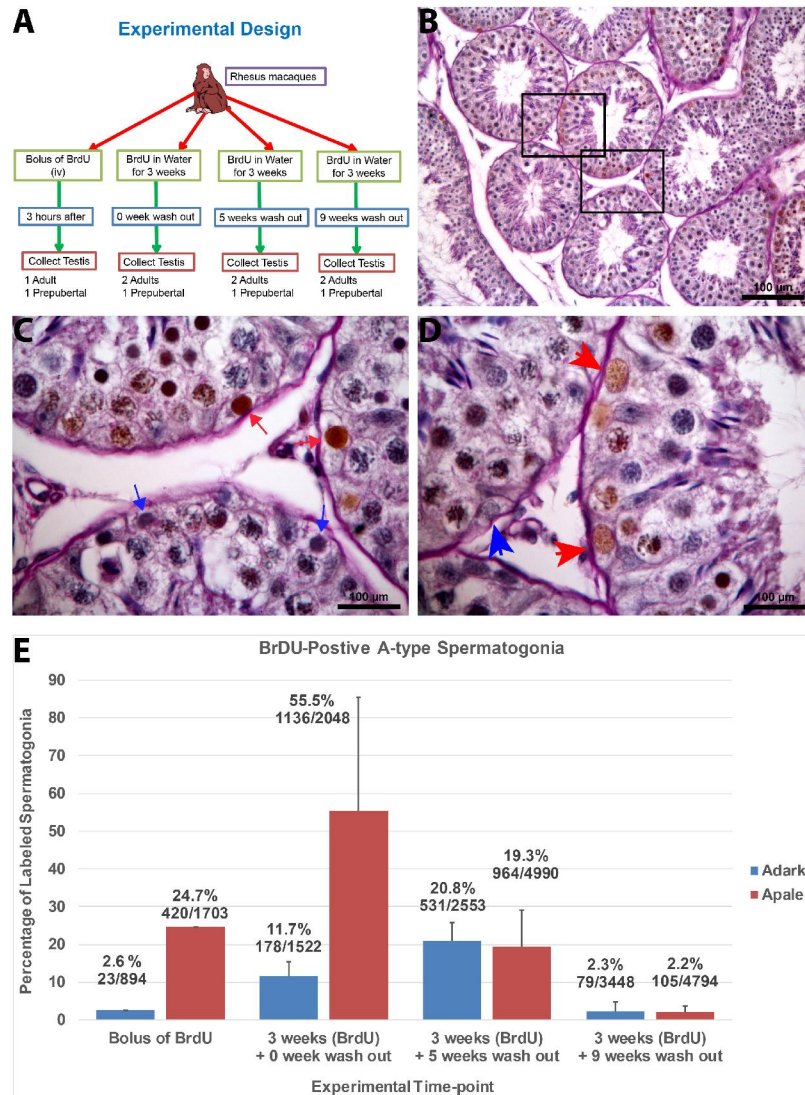 A
Experimental Design
Rhesus macaques
Bolus of BrdU
(iv)
BrdU in Water
for 3 weeks
BrdU in Water
for 3 weeks
BrdU in Water
for 3 weeks
3 hours after
0 week wash out
5 weeks wash out
9 weeks wash out
Collect Testis
Collect Testis
Collect Testis
Collect Testis
1 Adult
1 Prepubertal
2 Adults
1 Prepubertal
2 Adults
1 Prepubertal
2 Adults
1 Prepubertal
B
100 µm
C
100 µm
D
100 µm
E
BrDU-Postive A-type Spermatogonia
Percentage of Labeled Spermatogonia
90
80
70
60
50
40
30
20
10
0
2.6 %
23/894
24.7%
420/1703
11.7%
178/1522
55.5%
1136/2048
20.8%
531/2553
19.3%
964/4990
2.3%
79/3448
2.2%
105/4794
Adark
Apale
Bolus of BrdU
3 weeks (BrdU)
+ 0 week wash out
3 weeks (BrdU)
+ 5 weeks wash out
3 weeks (BrdU)
+ 9 weeks wash out
Experimental Time-point